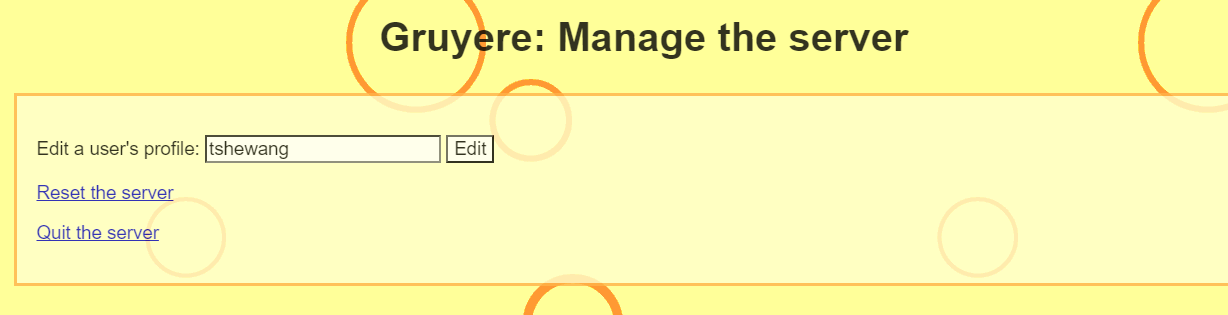 Gruyere: Manage the server
Edit a user's profile: tshewang Edit
Reset the server
Quit the server